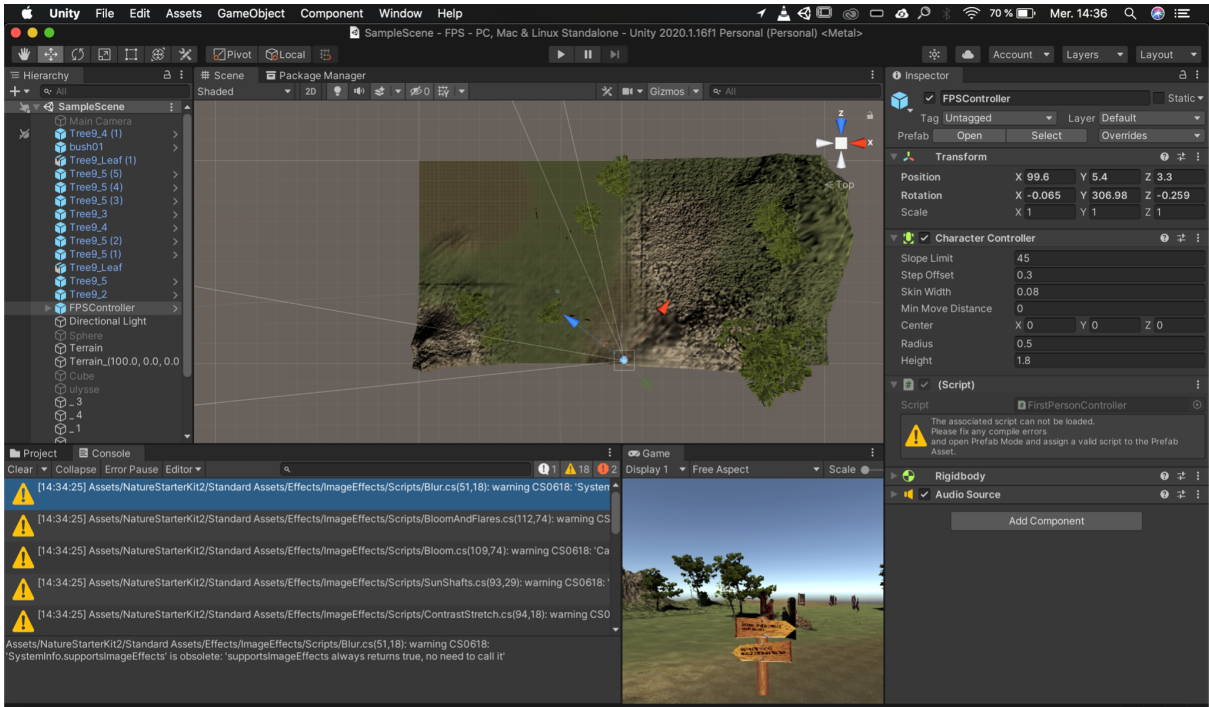 Unity File Edit Assets GameObject Component Window Help 70 % Mer. 14:36
SampleScene - FPS - PC, Mac & Linux Standalone - Unity 2020.1.16f1 Personal (Personal) <Metal>
Pivot Local Account Layers Layout
Hierarchy
All
SampleScene
Main Camera
Tree9_4 (1)
bush01
Tree9_Leaf (1)
Tree9_5 (5)
Tree9_5 (4)
Tree9_5 (3)
Tree9_3
Tree9_4
Tree9_5 (2)
Tree9_5 (1)
Tree9_Leaf
Tree9_5
Tree9_2
FPSController
Directional Light
Sphere
Terrain
Terrain_(100.0, 0.0, 0.0
Cube
ulysse
_ 3
_ 4
_ 1
Scene Package Manager
Shaded 2D 0 Gizmos All
z
x
Top
Inspector
FPSController Static
Tag Untagged Layer Default
Prefab Open Select Overrides
Transform
Position X 99.6 Y 5.4 Z 3.3
Rotation X -0.065 Y 306.98 Z -0.259
Scale X 1 Y 1 Z 1
Character Controller
Slope Limit 45
Step Offset 0.3
Skin Width 0.08
Min Move Distance 0
Center X 0 Y 0 Z 0
Radius 0.5
Height 1.8
(Script)
Script FirstPersonController
The associated script can not be loaded.
Please fix any compile errors
and open Prefab Mode and assign a valid script to the Prefab
Asset.
Rigidbody
Audio Source
Add Component
Project Console
Clear Collapse Error Pause Editor 1 18 2
[14:34:25] Assets/NatureStarterKit2/Standard Assets/Effects/ImageEffects/Scripts/Blur.cs(51,18): warning CS0618: 'System
[14:34:25] Assets/NatureStarterKit2/Standard Assets/Effects/ImageEffects/Scripts/BloomAndFlares.cs(112,74): warning CS
[14:34:25] Assets/NatureStarterKit2/Standard Assets/Effects/ImageEffects/Scripts/Bloom.cs(109,74): warning CS0618: 'Ca
[14:34:25] Assets/NatureStarterKit2/Standard Assets/Effects/ImageEffects/Scripts/SunShafts.cs(93,29): warning CS0618: '
[14:34:25] Assets/NatureStarterKit2/Standard Assets/Effects/ImageEffects/Scripts/ContrastStretch.cs(94,18): warning CS0
Assets/NatureStarterKit2/Standard Assets/Effects/ImageEffects/Scripts/Blur.cs(51,18): warning CS0618:
'SystemInfo.supportsImageEffects' is obsolete: 'supportsImageEffects always returns true, no need to call it'
Game
Display 1 Free Aspect Scale